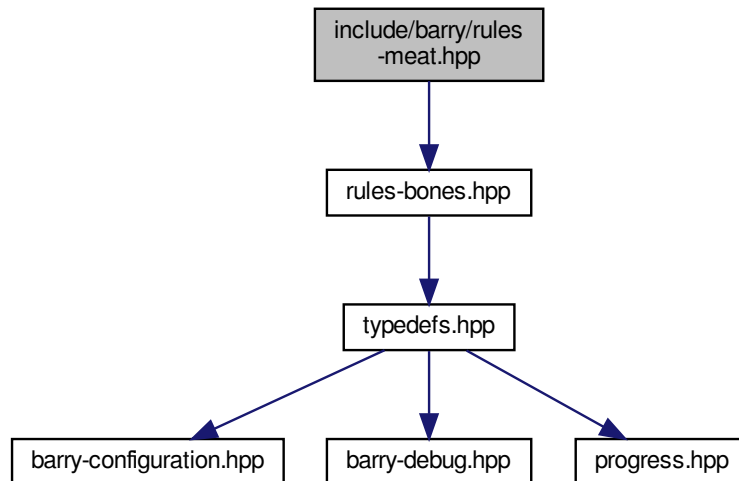 include/barry/rules
-meat.hpp
rules-bones.hpp
typedefs.hpp
barry-configuration.hpp
barry-debug.hpp
progress.hpp